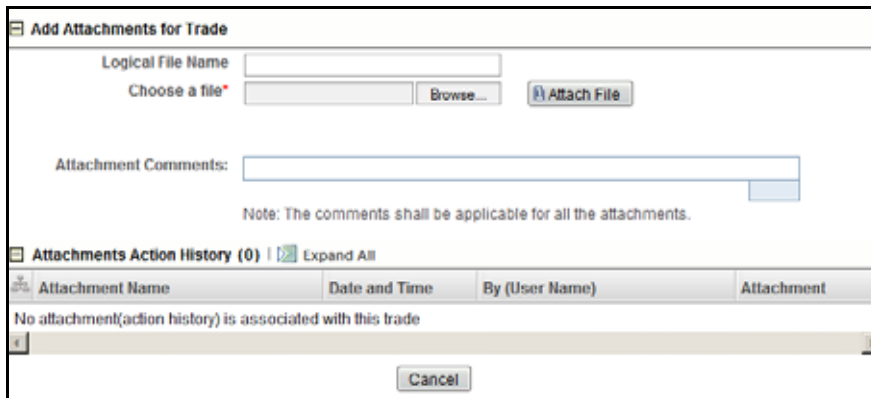 Add Attachments for Trade
Logical File Name
Choose a file* Browse... Attach File
Attachment Comments:
Note: The comments shall be applicable for all the attachments.
Attachments Action History (0) | Expand All
Attachment Name Date and Time By (User Name) Attachment
No attachment(action history) is associated with this trade
Cancel